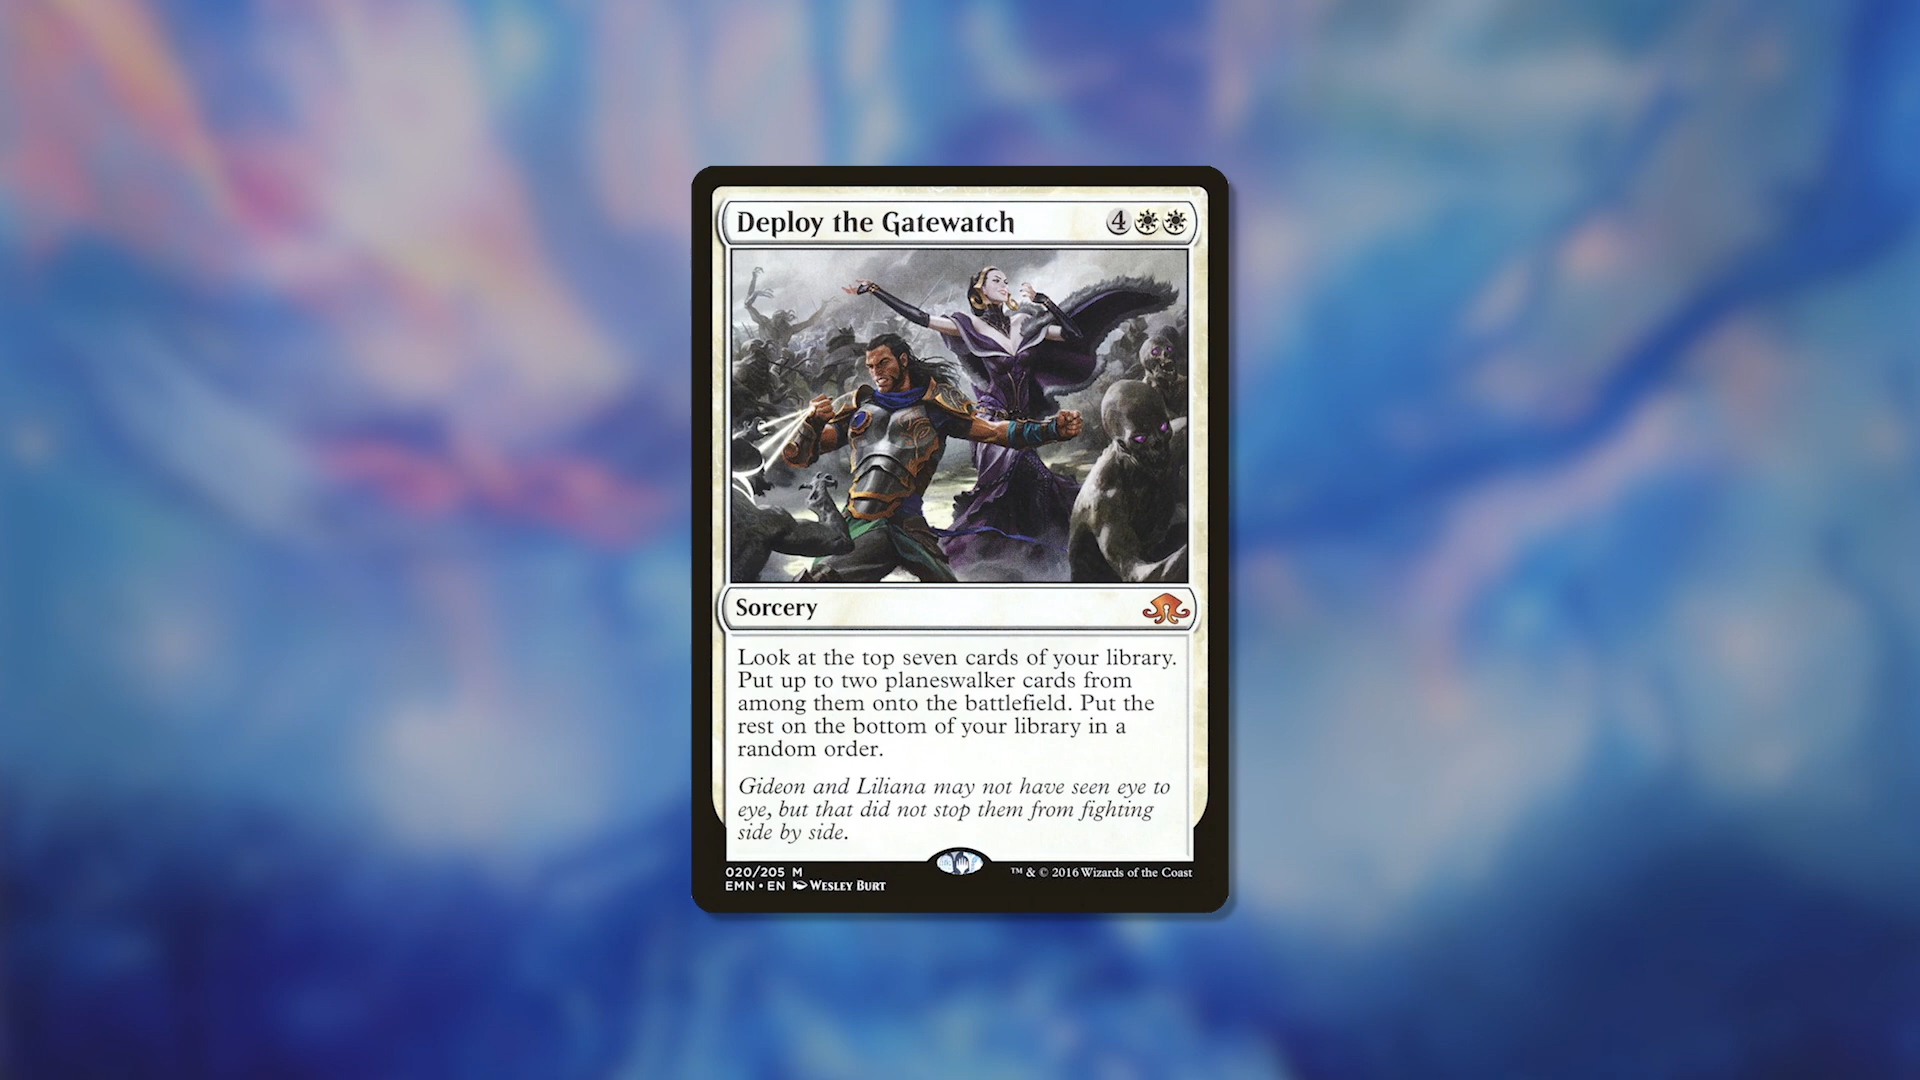 Deploy the Gatewatch 4
Sorcery
Look at the top seven cards of your library.
Put up to two planeswalker cards from
among them onto the battlefield. Put the
rest on the bottom of your library in a
random order.
Gideon and Liliana may not have seen eye to
eye, but that did not stop them from fighting
side by side.
020/205 M
EMN • EN Wesley Burt
™ & © 2016 Wizards of the Coast